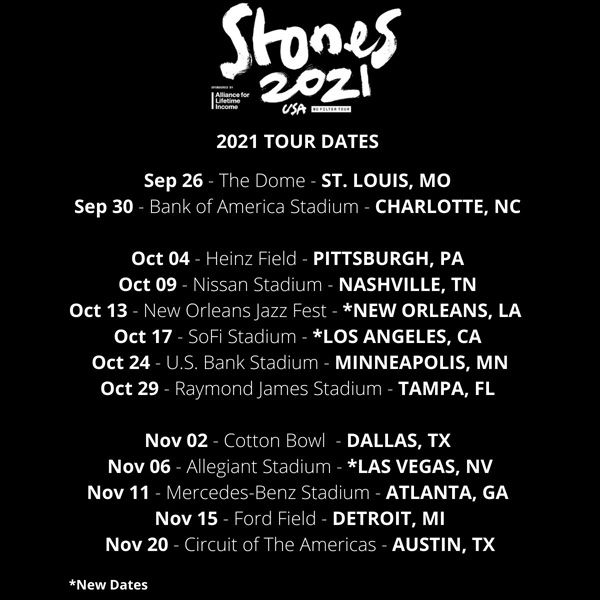 Stones
2021
SPONSORED BY
Alliance for
Lifetime
Income
USA NO FILTER TOUR
2021 TOUR DATES
Sep 26 - The Dome - ST. LOUIS, MO
Sep 30 - Bank of America Stadium - CHARLOTTE, NC
Oct 04 - Heinz Field - PITTSBURGH, PA
Oct 09 - Nissan Stadium - NASHVILLE, TN
Oct 13 - New Orleans Jazz Fest - *NEW ORLEANS, LA
Oct 17 - SoFi Stadium - *LOS ANGELES, CA
Oct 24 - U.S. Bank Stadium - MINNEAPOLIS, MN
Oct 29 - Raymond James Stadium - TAMPA, FL
Nov 02 - Cotton Bowl - DALLAS, TX
Nov 06 - Allegiant Stadium - *LAS VEGAS, NV
Nov 11 - Mercedes-Benz Stadium - ATLANTA, GA
Nov 15 - Ford Field - DETROIT, MI
Nov 20 - Circuit of The Americas - AUSTIN, TX
*New Dates